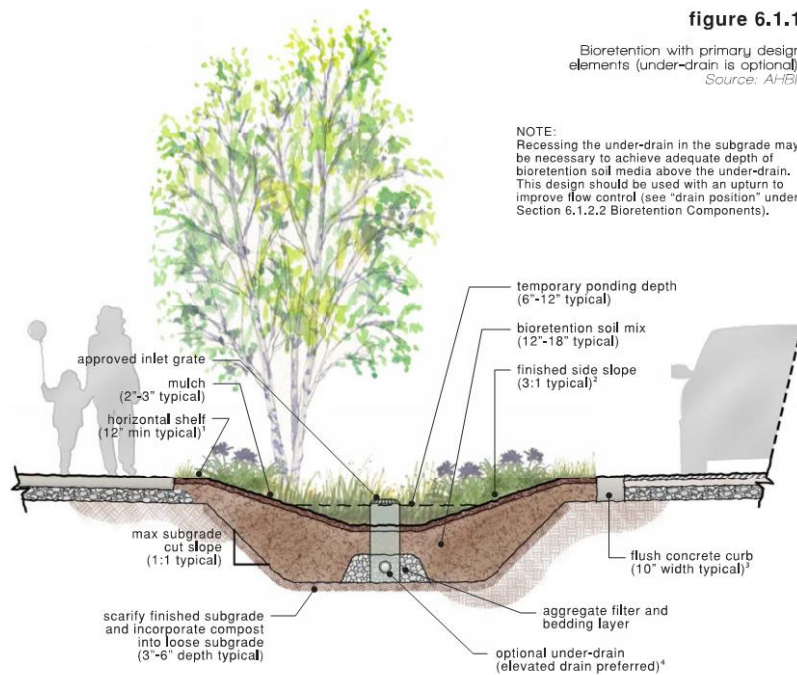 figure 6.1.1
Bioretention with primary design
elements (under-drain is optional)
Source: AHBL
NOTE:
Recessing the under-drain in the subgrade may
be necessary to achieve adequate depth of
bioretention soil media above the under-drain.
This design should be used with an upturn to
improve flow control (see "drain position" under
Section 6.1.2.2 Bioretention Components).
temporary ponding depth
(6"-12" typical)
bioretention soil mix
(12"-18" typical)
finished side slope
(3:1 typical)²
approved inlet grate
mulch
(2"-3" typical)
horizontal shelf
(12" min typical)¹
max subgrade
cut slope
(1:1 typical)
flush concrete curb
(10" width typical)³
scarify finished subgrade
and incorporate compost
into loose subgrade
(3"-6" depth typical)
aggregate filter and
bedding layer
optional under-drain
(elevated drain preferred)⁴